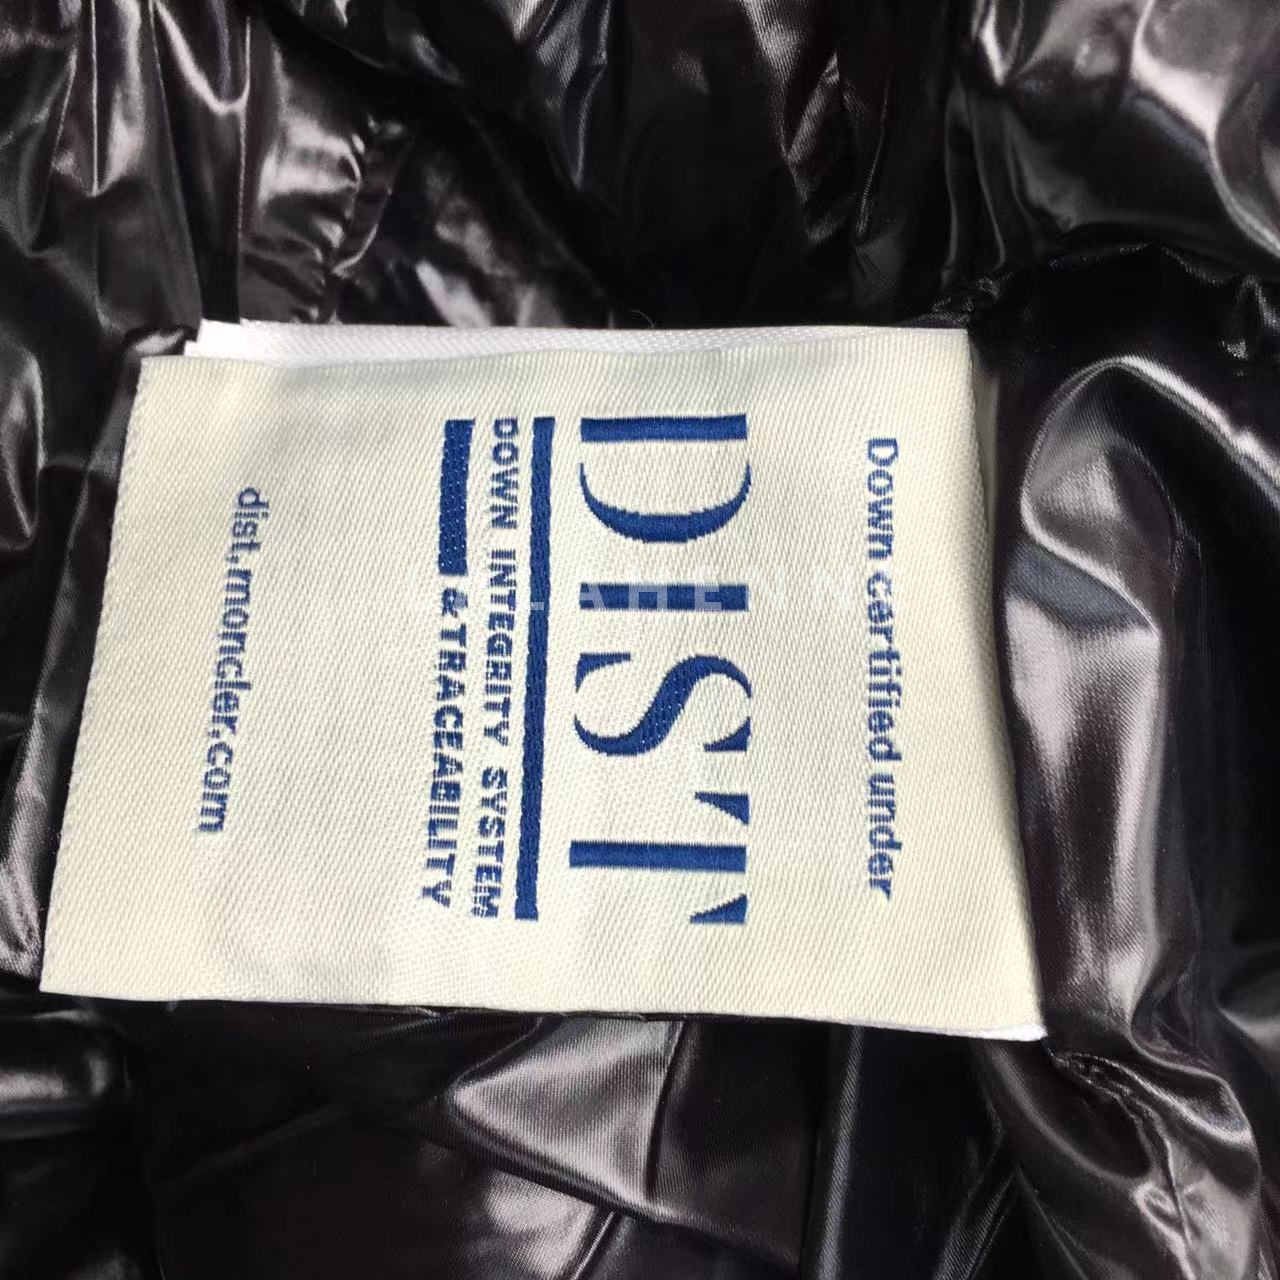 Down certified under
DIST
DOWN INTEGRITY SYSTEM
& TRACEABILITY
dist.moncler.com